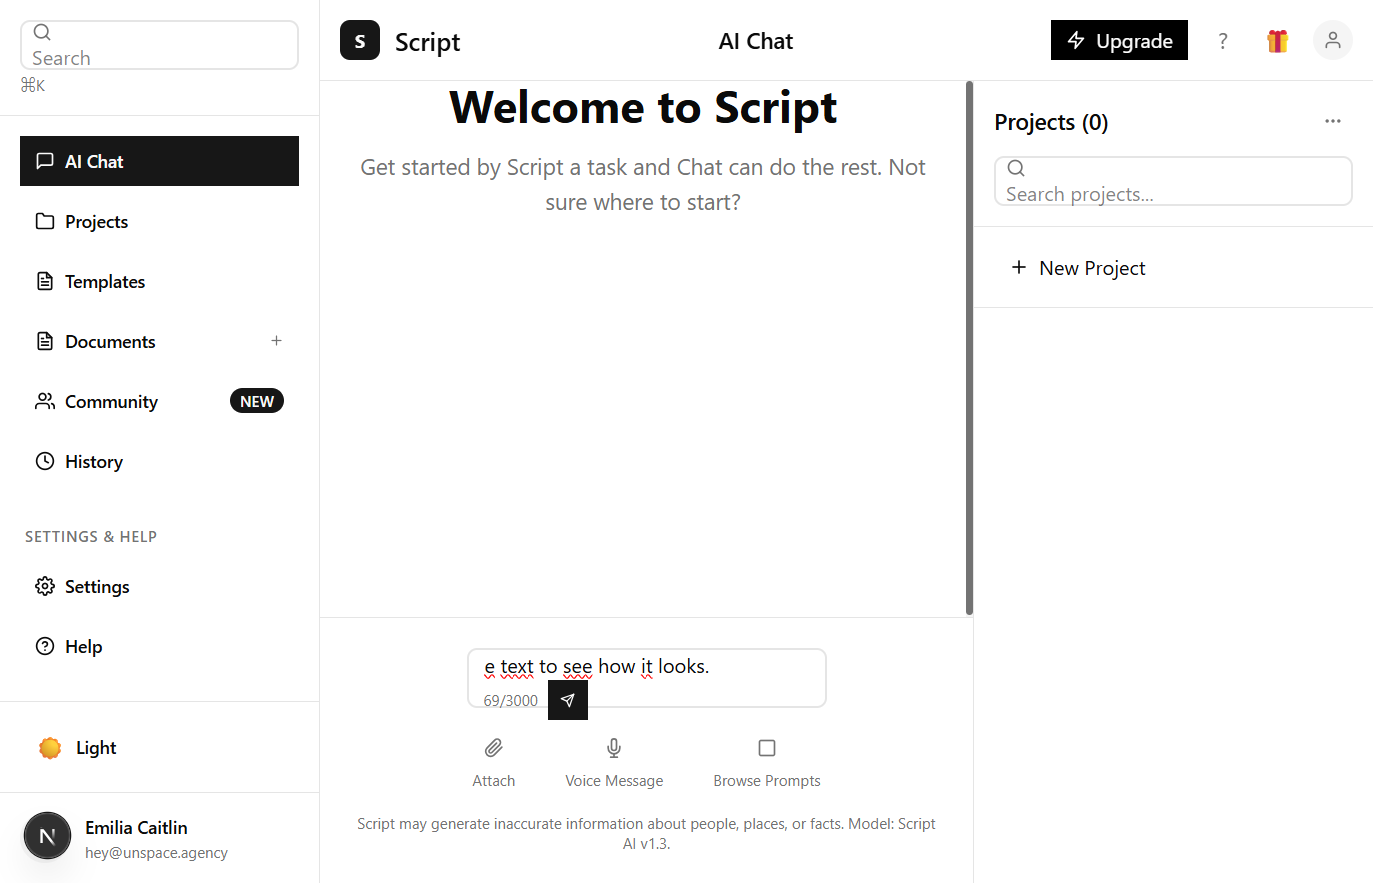 Search
⌘K
AI Chat
Projects
Templates
Documents +
Community NEW
History
SETTINGS & HELP
Settings
Help
Light
N
Emilia Caitlin
hey@unspace.agency
S Script
AI Chat
Upgrade
?
Welcome to Script
Get started by Script a task and Chat can do the rest. Not
sure where to start?
e text to see how it looks.
69/3000
Attach
Voice Message
Browse Prompts
Script may generate inaccurate information about people, places, or facts. Model: Script
AI v1.3.
Projects (0)
Search projects...
+ New Project